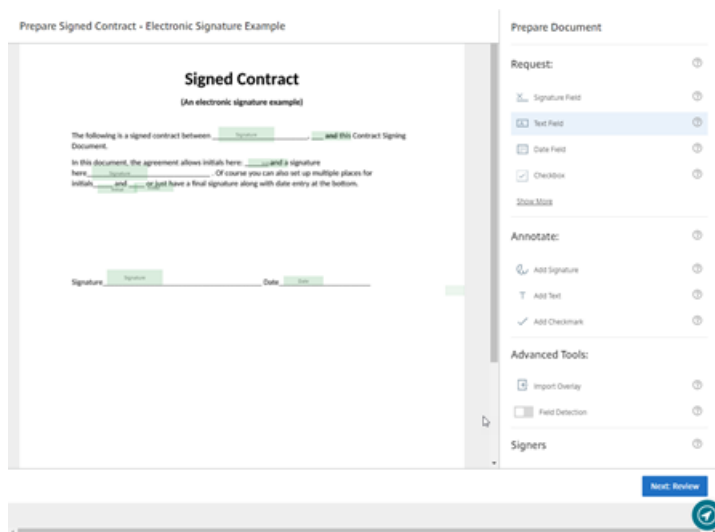 Prepare Signed Contract - Electronic Signature Example
Signed Contract
(An electronic signature example)
The following is a signed contract between Signature , and this Contract Signing
Document.
In this document, the agreement allows initials here: and a signature
here Signature . Of course you can also set up multiple places for
initials and or just have a final signature along with date entry at the bottom.
Signature Signature Date Date
Prepare Document
Request:
Signature Field
Text Field
Date Field
Checkbox
Show More
Annotate:
Add Signature
Add Text
Add Checkmark
Advanced Tools:
Import Overlay
Field Detection
Signers
Next: Review